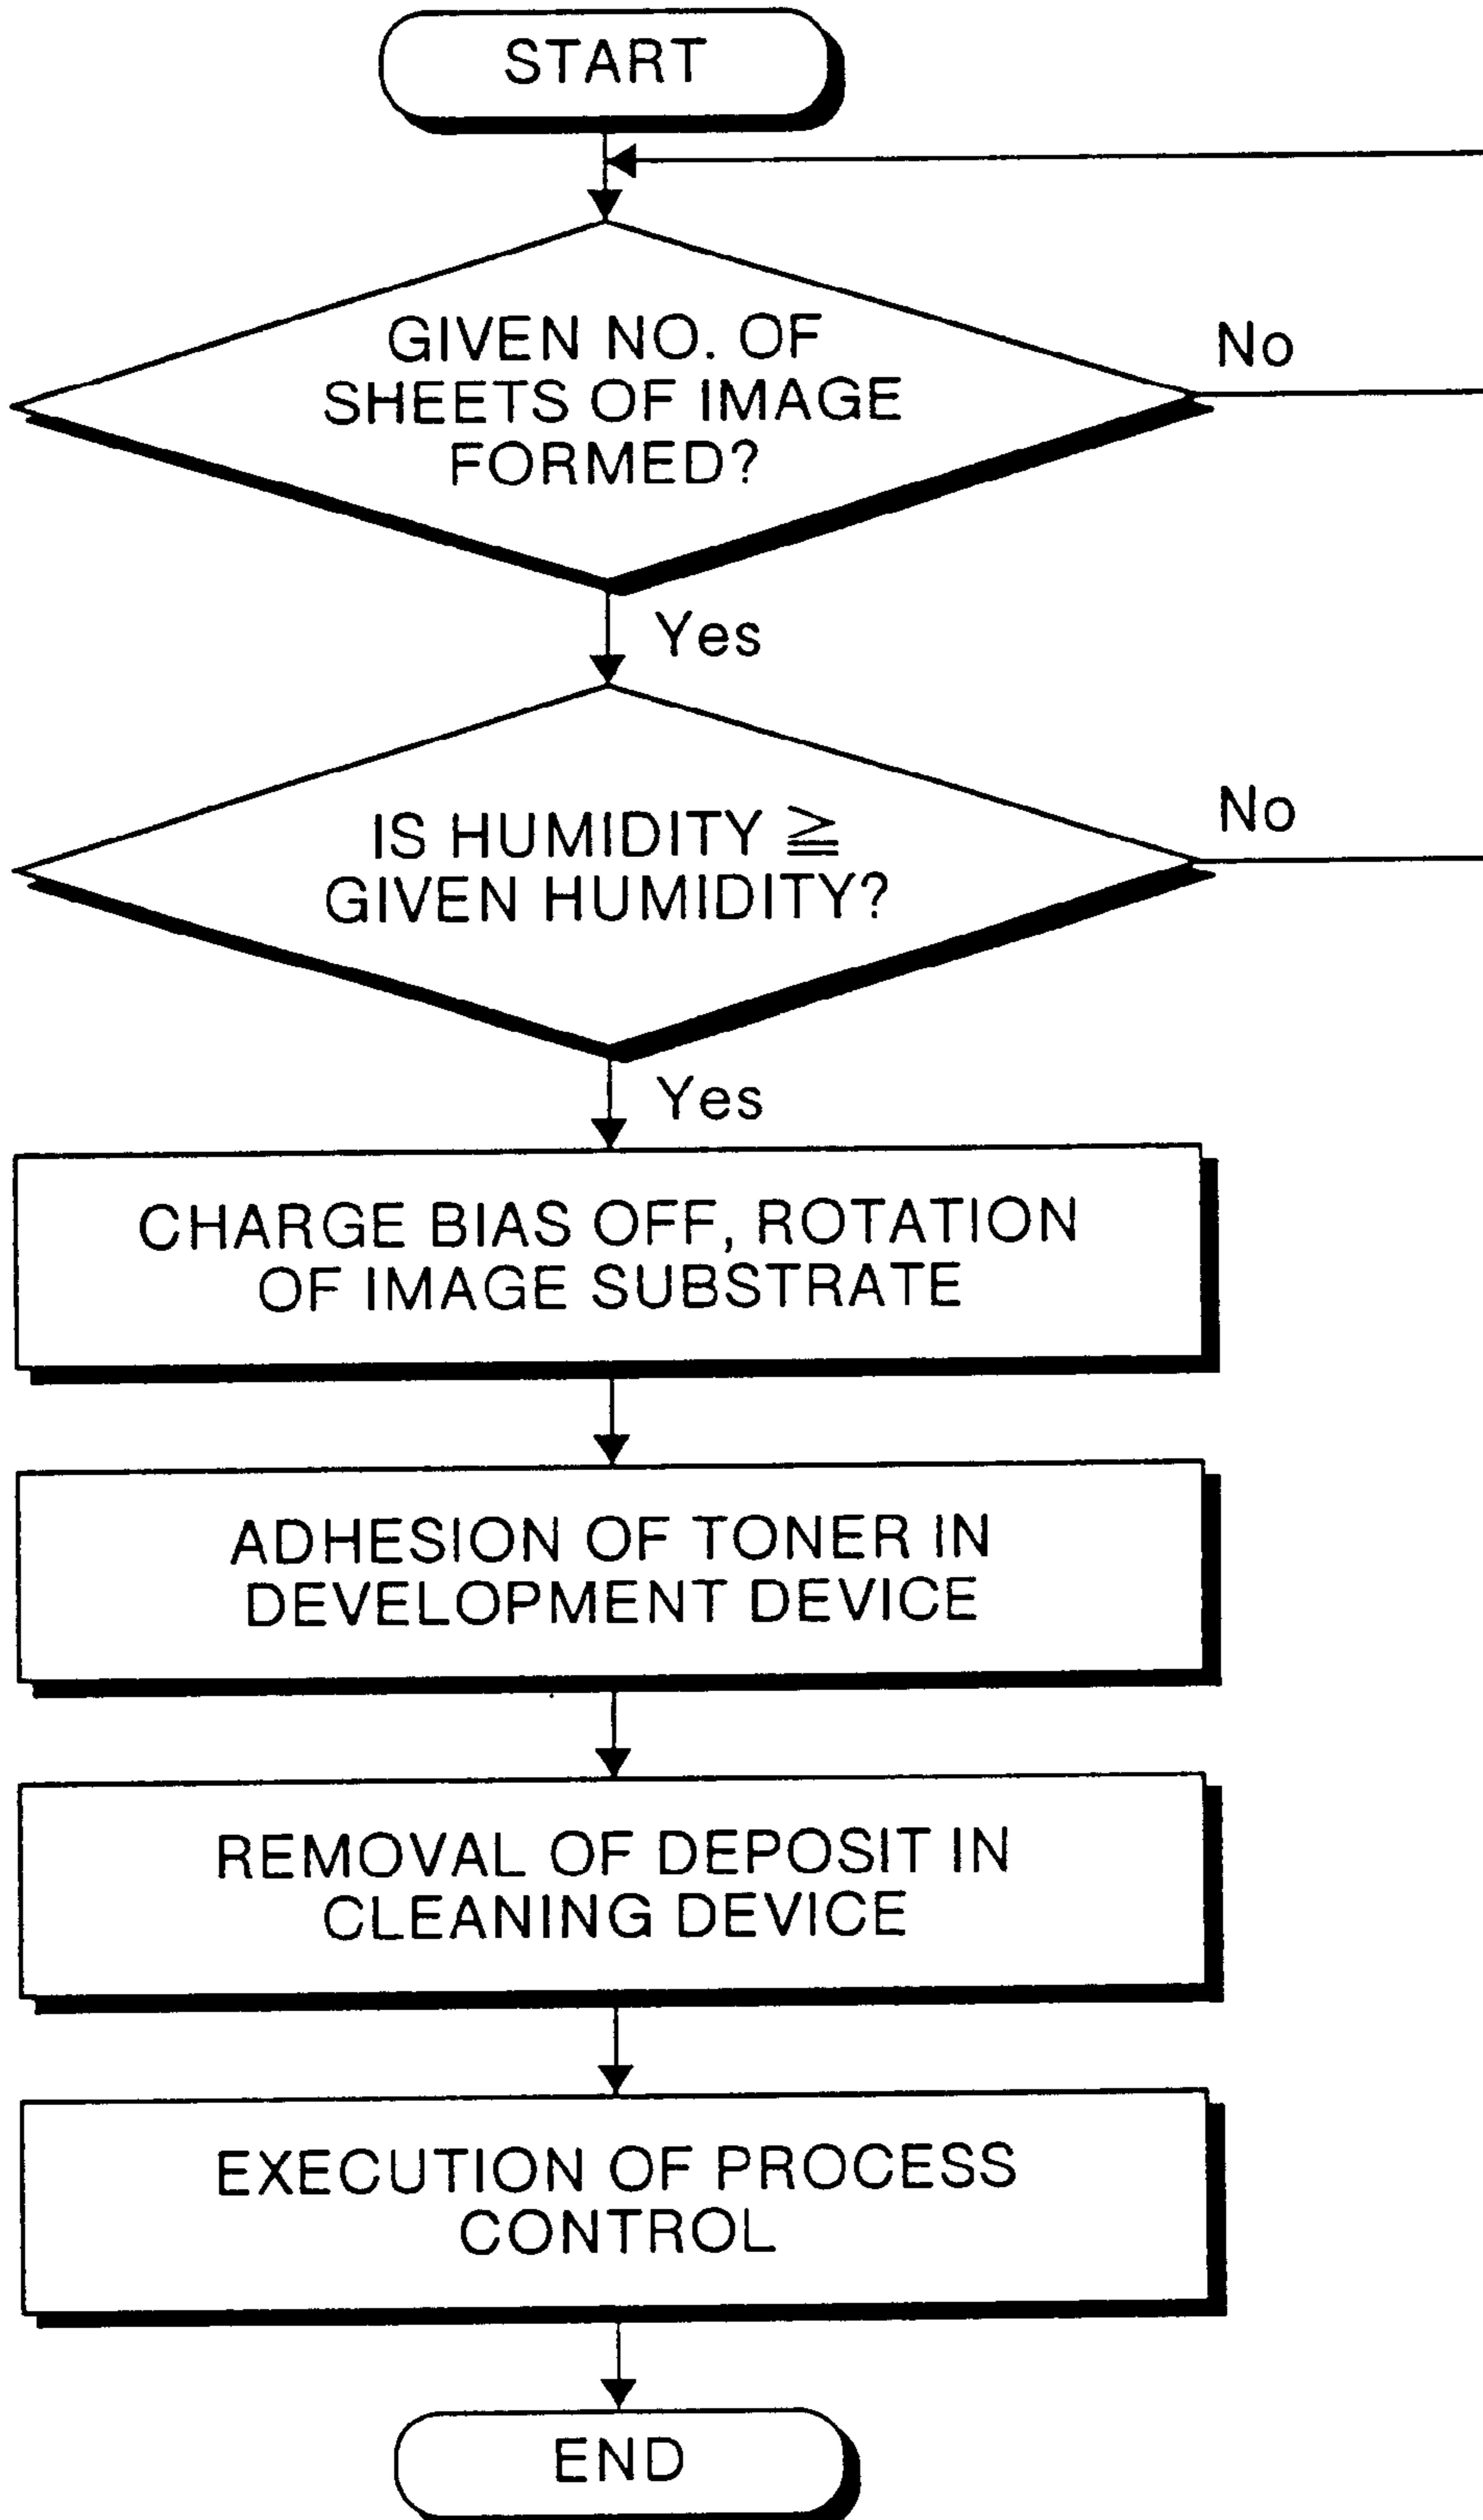 START
GIVEN NO. OF
SHEETS OF IMAGE
FORMED?
No
Yes
IS HUMIDITY ≧
GIVEN HUMIDITY?
No
Yes
CHARGE BIAS OFF, ROTATION
OF IMAGE SUBSTRATE
ADHESION OF TONER IN
DEVELOPMENT DEVICE
REMOVAL OF DEPOSIT IN
CLEANING DEVICE
EXECUTION OF PROCESS
CONTROL
END